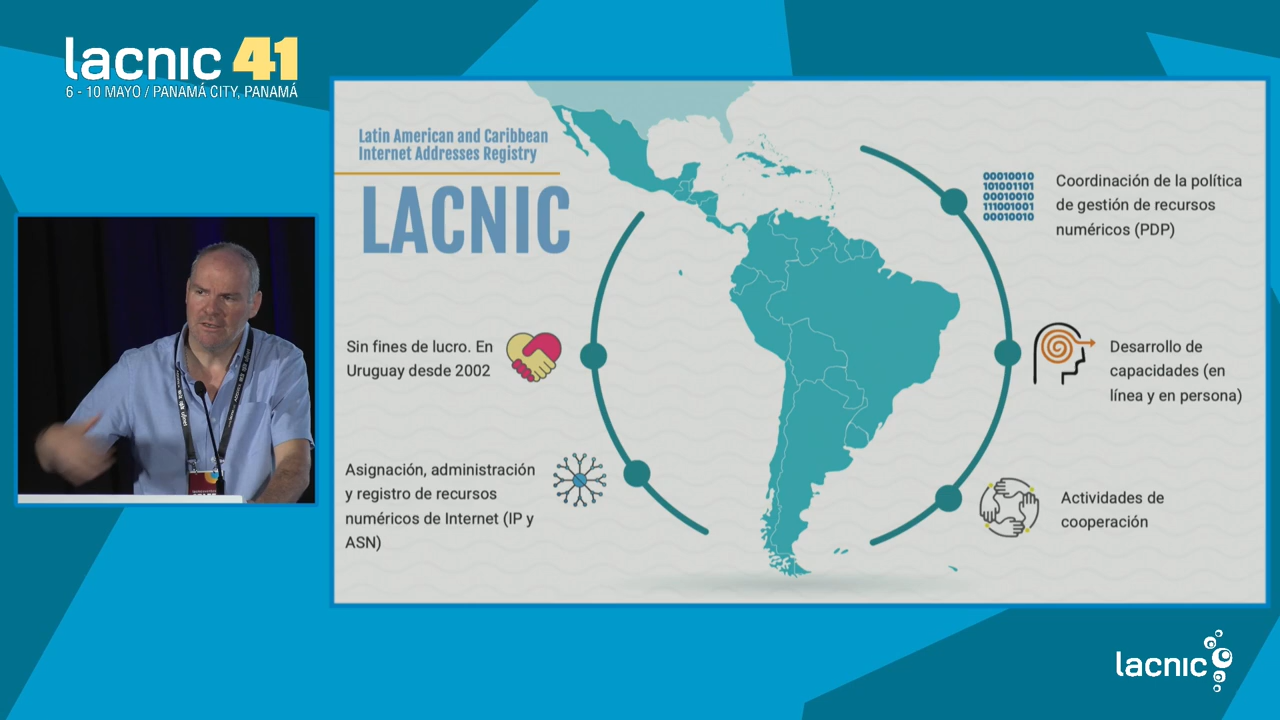 lacnic 41
6 - 10 MAYO / PANAMÁ CITY, PANAMÁ
Latin American and Caribbean
Internet Addresses Registry
LACNIC
Sin fines de lucro. En
Uruguay desde 2002
Asignación, administración
y registro de recursos
numéricos de Internet (IP y
ASN)
00010010
101001101
00010010
111001001
00010010
Coordinación de la política
de gestión de recursos
numéricos (PDP)
Desarrollo de
capacidades (en
línea y en persona)
Actividades de
cooperación
lacnic